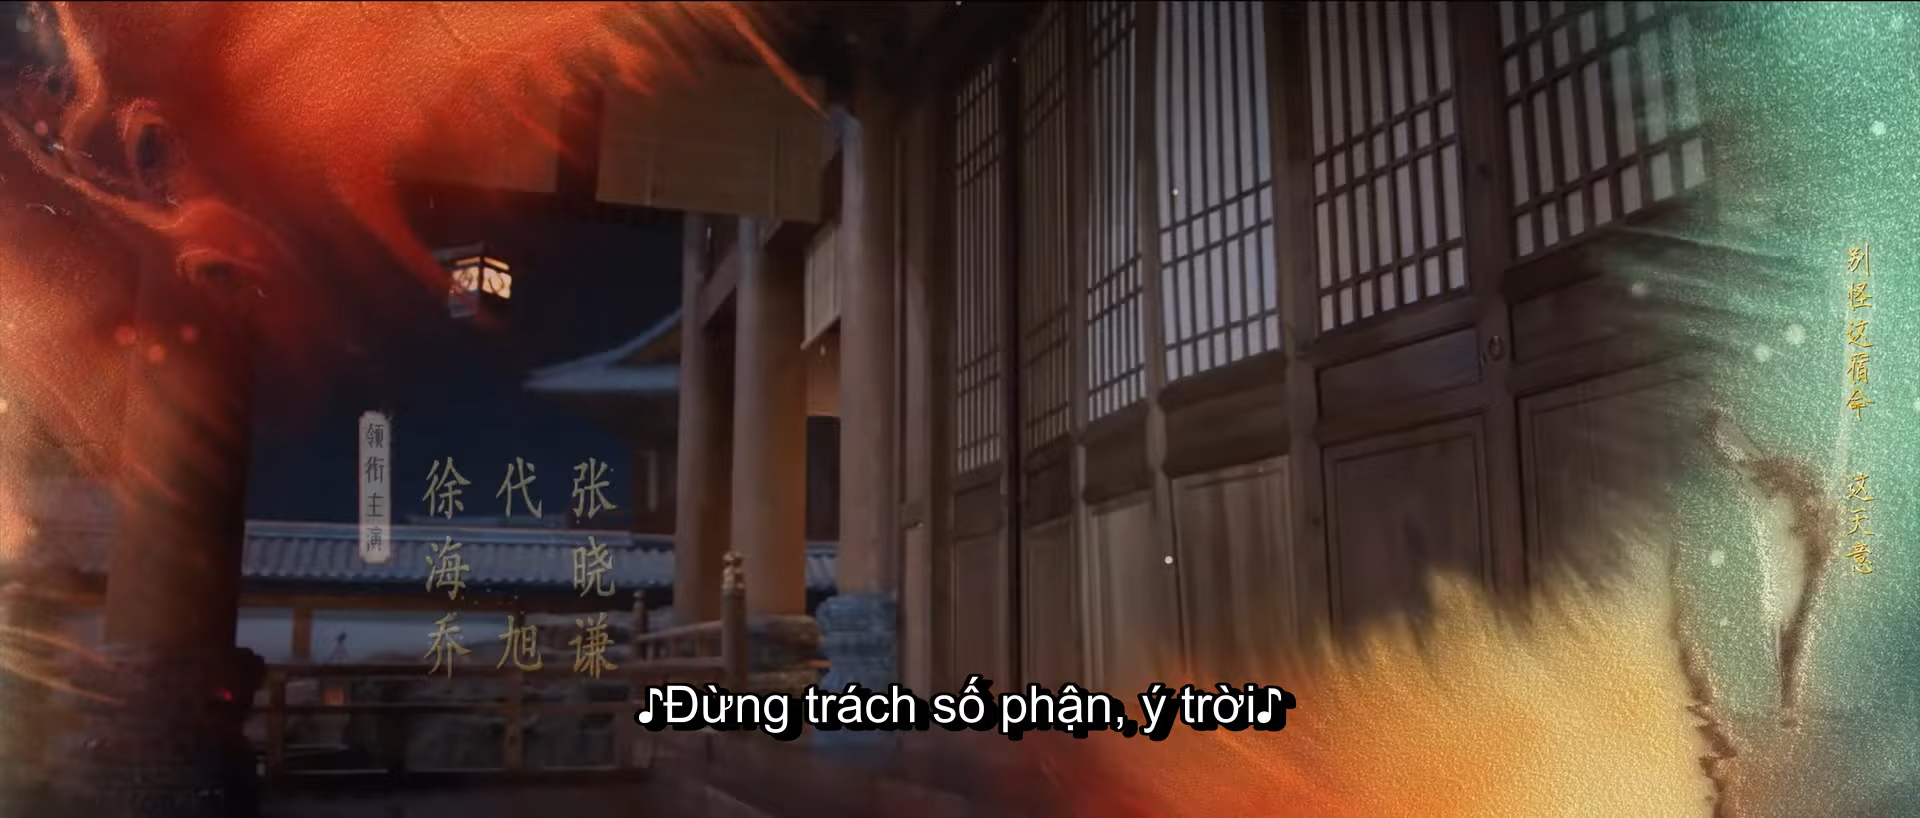 领衔主演
徐海乔
代旭
张晓谦
别怪这宿命 这天意
♪Đừng trách số phận, ý trời♪